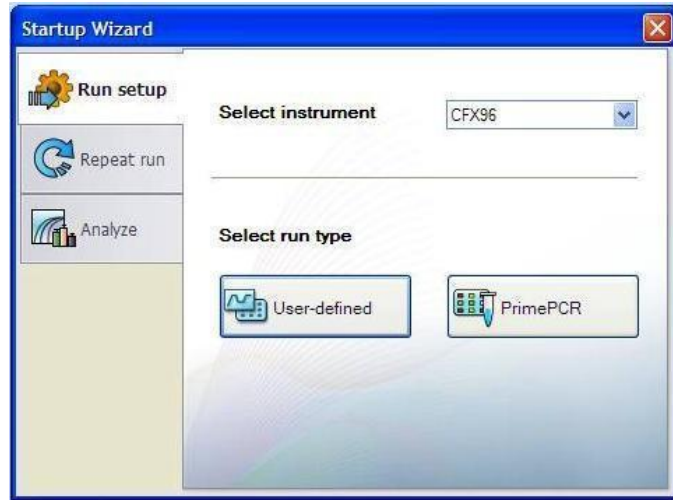 Startup Wizard
Run setup
Repeat run
Analyze
Select instrument
CFX96
Select run type
User-defined
PrimePCR